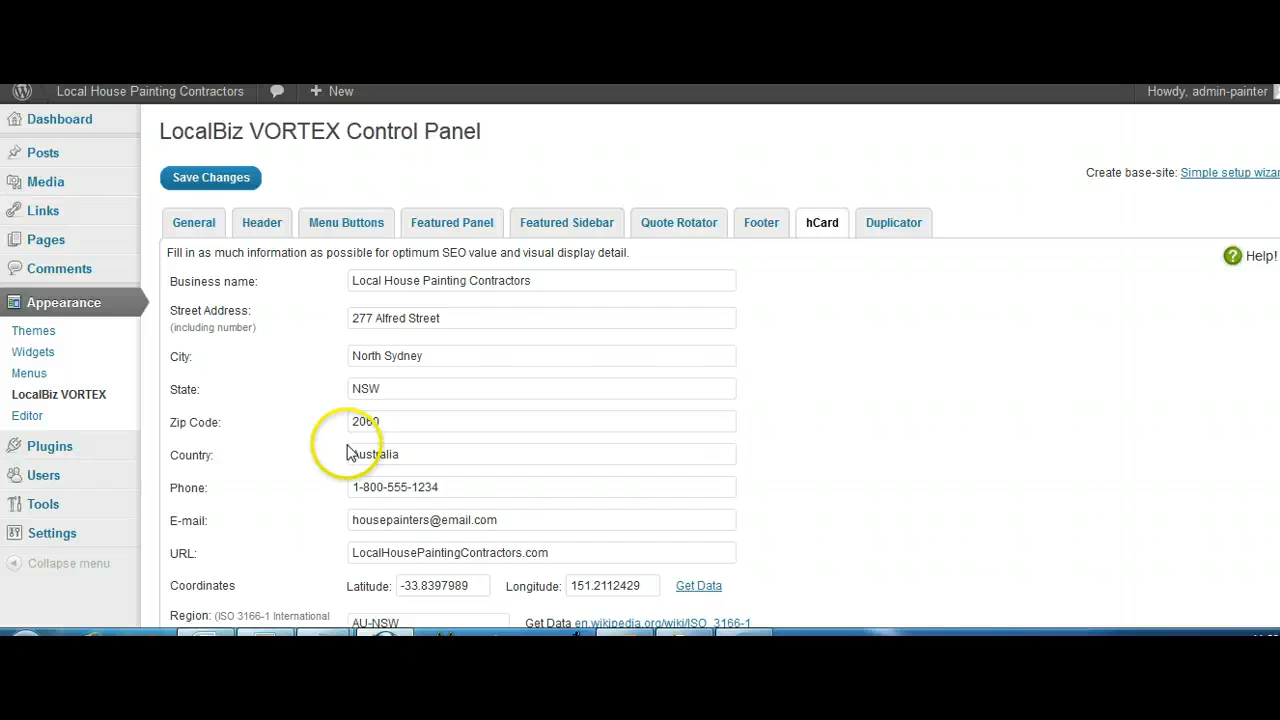 Local House Painting Contractors New Howdy, admin-painter
Dashboard
Posts
Media
Links
Pages
Comments
Appearance
Themes
Widgets
Menus
LocalBiz VORTEX
Editor
Plugins
Users
Tools
Settings
Collapse menu
LocalBiz VORTEX Control Panel
Save Changes
Create base-site: Simple setup wizar
General Header Menu Buttons Featured Panel Featured Sidebar Quote Rotator Footer hCard Duplicator
Fill in as much information as possible for optimum SEO value and visual display detail.
Help!
Business name: Local House Painting Contractors
Street Address: 277 Alfred Street
(including number)
City: North Sydney
State: NSW
Zip Code: 2060
Country: Australia
Phone: 1-800-555-1234
E-mail: housepainters@email.com
URL: LocalHousePaintingContractors.com
Coordinates Latitude: -33.8397989 Longitude: 151.2112429 Get Data
Region: (ISO 3166-1 International AU-NSW Get Data en.wikipedia.org/wiki/ISO_3166-1